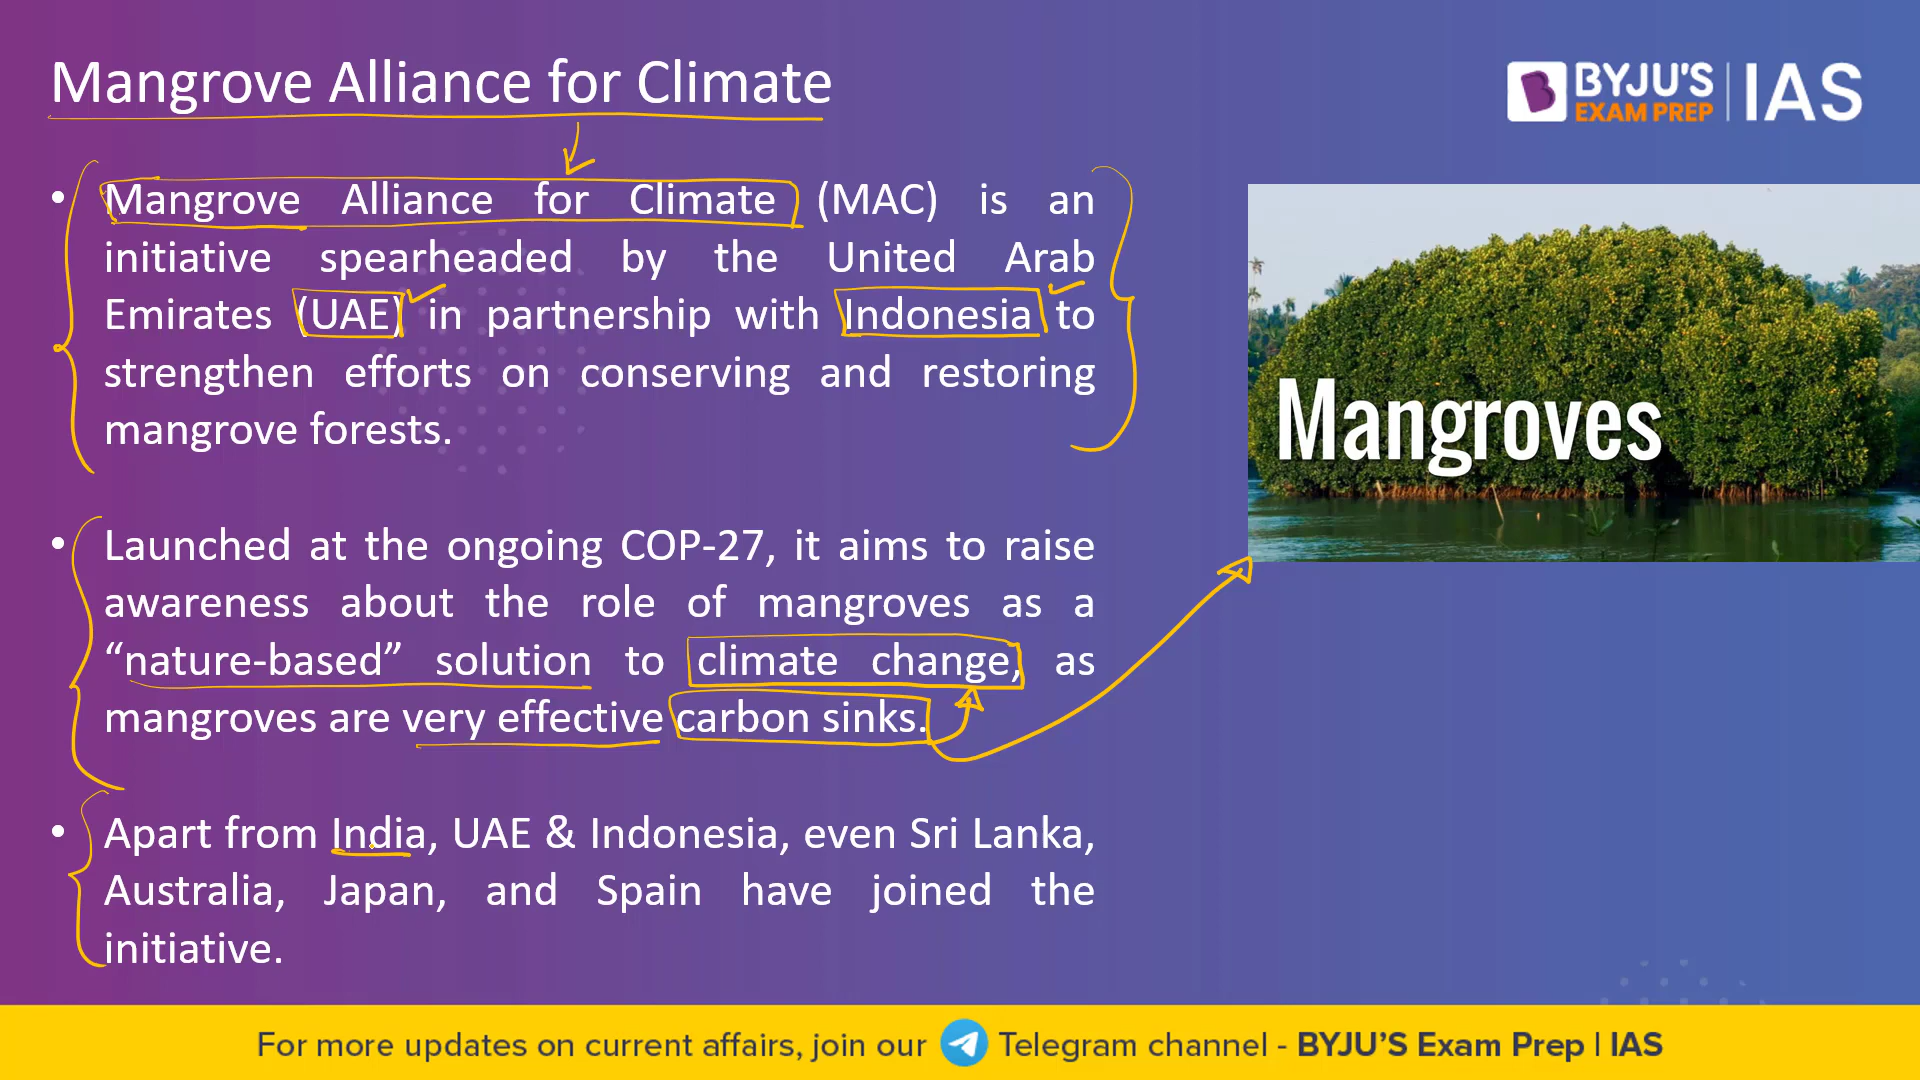 Mangrove Alliance for Climate
BYJU'S
EXAM PREP
IAS
• Mangrove Alliance for Climate (MAC) is an
initiative spearheaded by the United Arab
Emirates (UAE) in partnership with Indonesia to
strengthen efforts on conserving and restoring
mangrove forests.
Mangroves
• Launched at the ongoing COP-27, it aims to raise
awareness about the role of mangroves as a
“nature-based” solution to climate change, as
mangroves are very effective carbon sinks.
• Apart from India, UAE & Indonesia, even Sri Lanka,
Australia, Japan, and Spain have joined the
initiative.
For more updates on current affairs, join our Telegram channel - BYJU'S Exam Prep | IAS